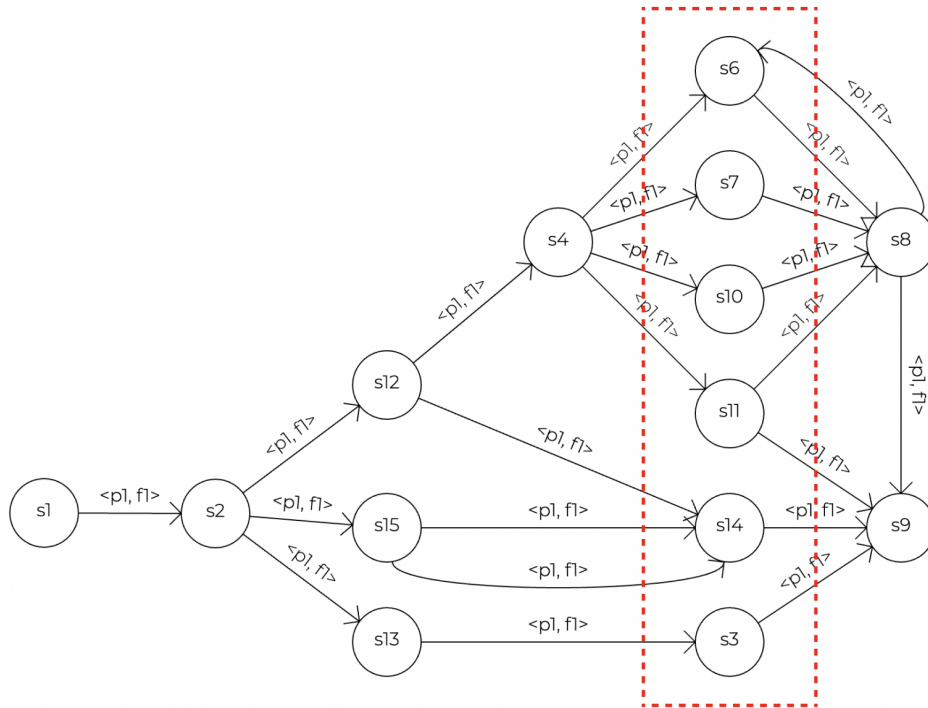 s6
<p1, f1>
<p1, f1>
<p1, f1>
s7
<p1, f1>
<p1, f1>
s4
s8
<p1, f1>
<p1, f1>
s10
<p1, f1>
<p1, f1>
<p1, f1>
s12
<p1, f1>
s11
<p1, f1>
<p1, f1>
<p1, f1>
s1
<p1, f1>
s2
<p1, f1>
s15
<p1, f1>
s14
<p1, f1>
s9
<p1, f1>
<p1, f1>
<p1, f1>
s13
<p1, f1>
s3